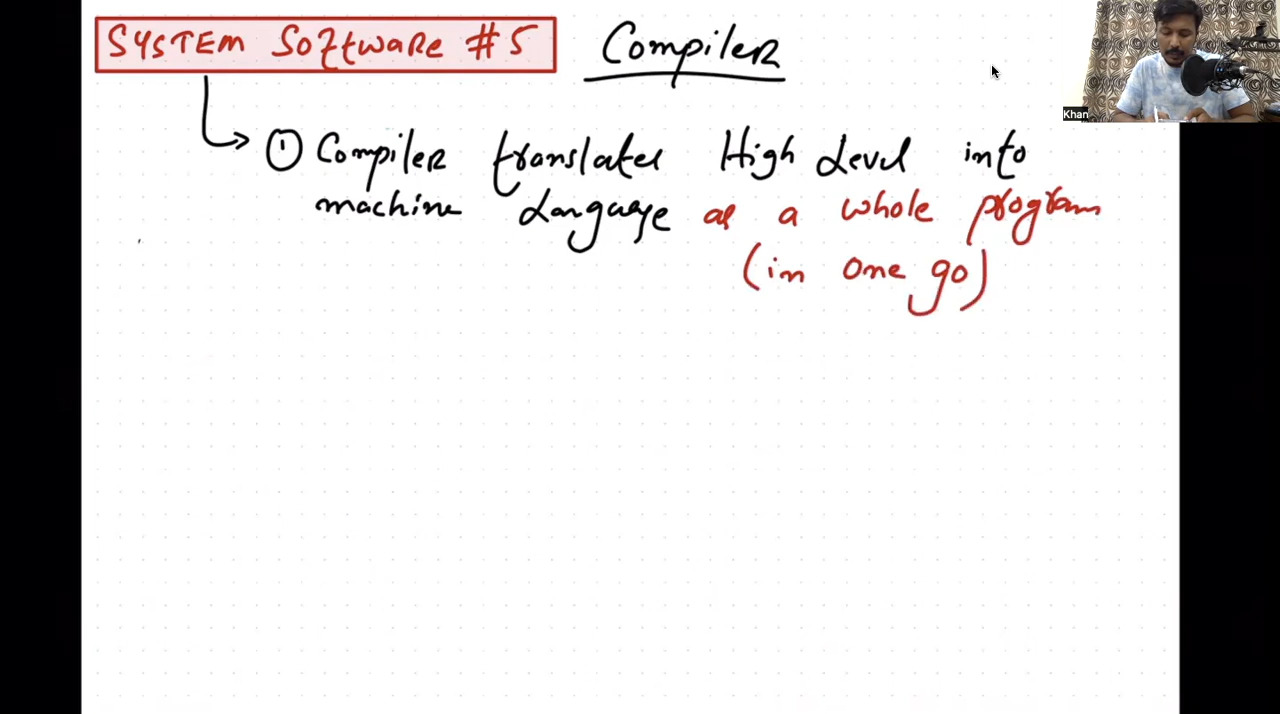 SYSTEM SOftwaRe #5 Compiler
① Compiler translates High Level into
machine Language as a whole program
(in one go)
Khan